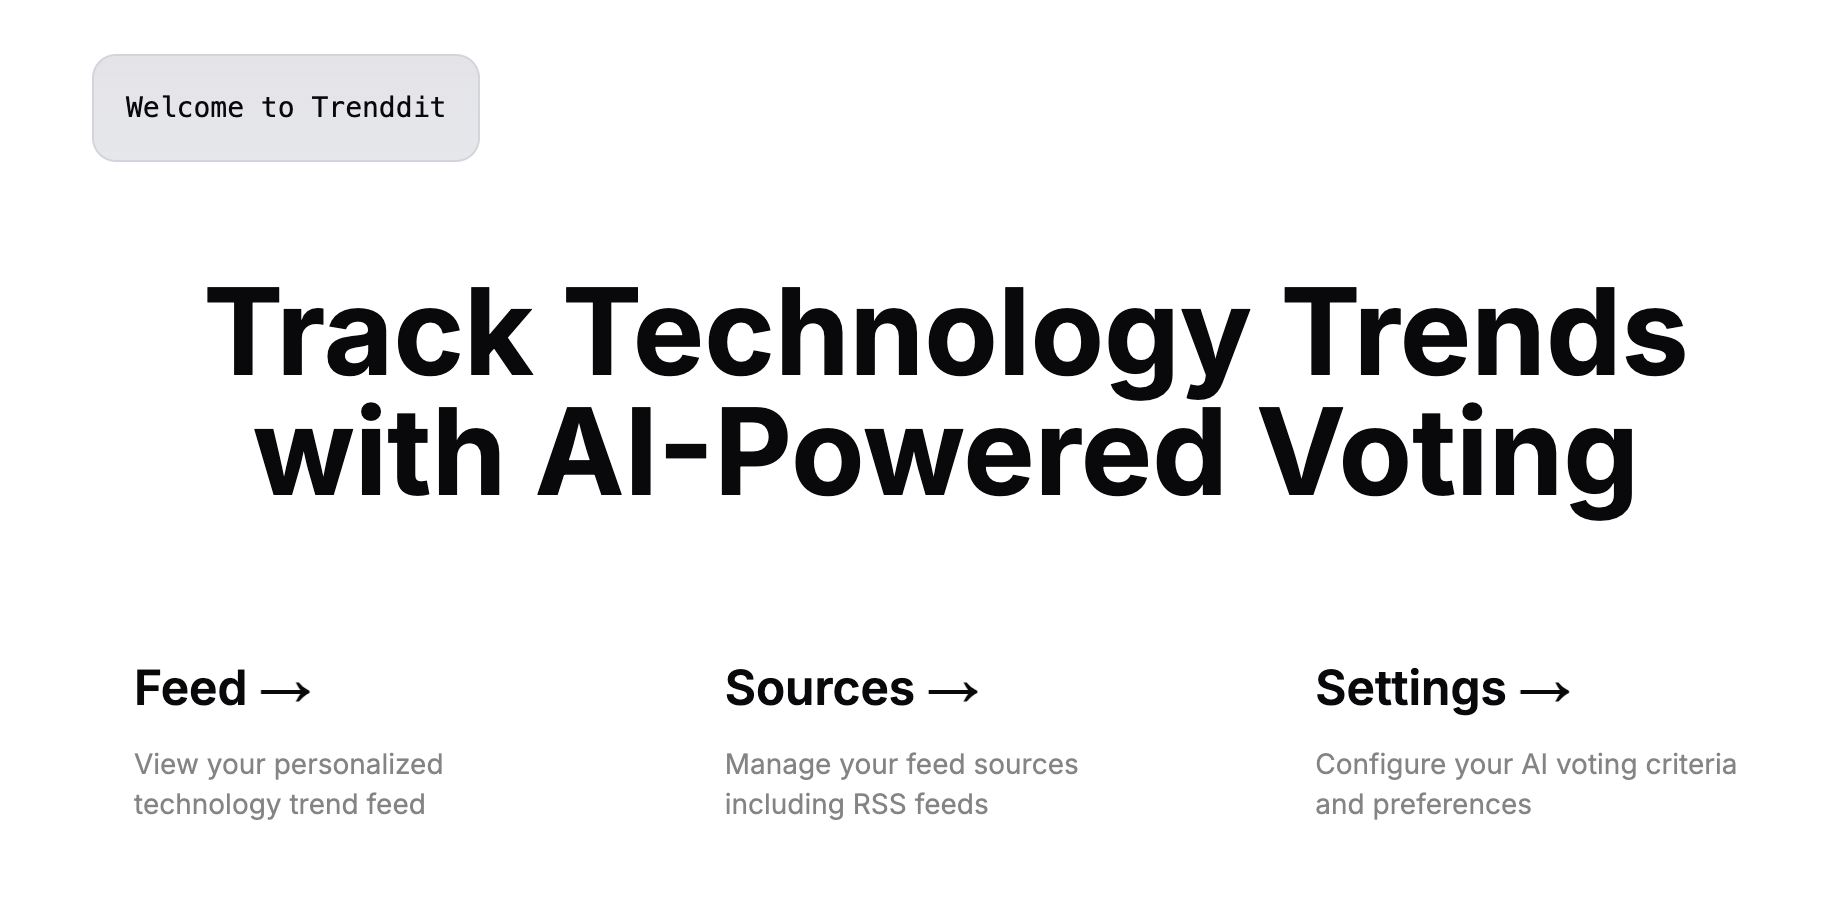 Welcome to Trenddit
Track Technology Trends
with AI-Powered Voting
Feed →
View your personalized
technology trend feed
Sources →
Manage your feed sources
including RSS feeds
Settings →
Configure your AI voting criteria
and preferences